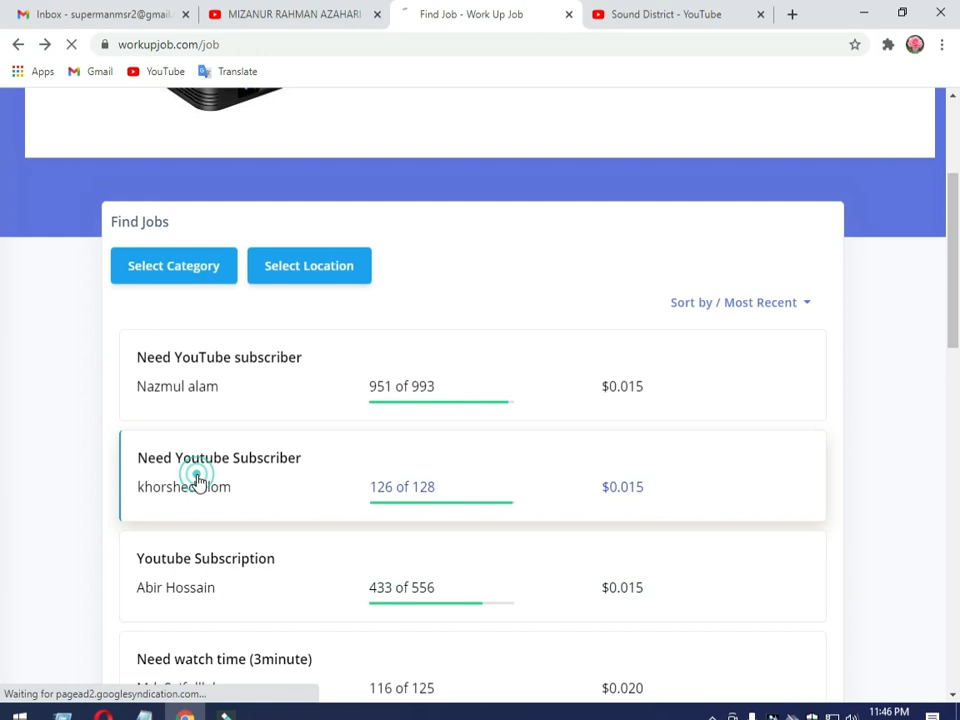 Inbox - supermanmsr2@gmail. MIZANUR RAHMAN AZAHARI Find Job - Work Up Job Sound District - YouTube
workupjob.com/job
Apps Gmail YouTube Translate
Find Jobs
Select Category Select Location
Sort by / Most Recent
Need YouTube subscriber
Nazmul alam 951 of 993 $0.015
Need Youtube Subscriber
khorshed alom 126 of 128 $0.015
Youtube Subscription
Abir Hossain 433 of 556 $0.015
Need watch time (3minute)
116 of 125 $0.020
Waiting for pagead2.googlesyndication.com...
11:46 PM